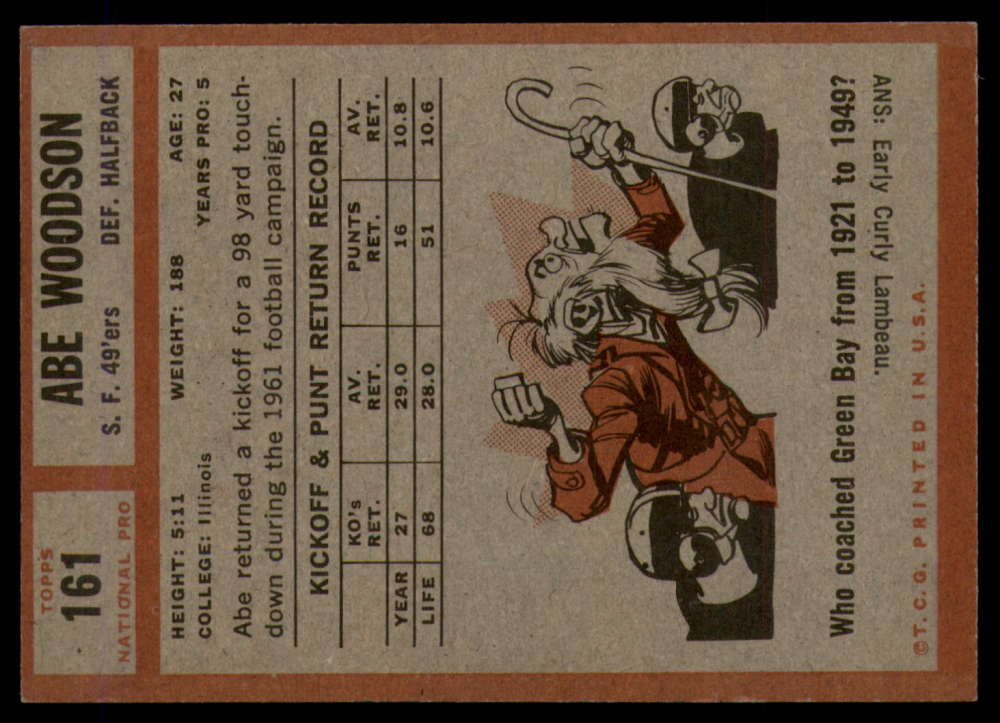 TOPPS
161
NATIONAL PRO
ABE WOODSON
S. F. 49'ers DEF. HALFBACK
HEIGHT: 5:11 WEIGHT: 188 AGE: 27
COLLEGE: Illinois YEARS PRO: 5
Abe returned a kickoff for a 98 yard touch-
down during the 1961 football campaign.
KICKOFF & PUNT RETURN RECORD
KO's RET. AV. RET. PUNTS RET. AV. RET.
YEAR 27 29.0 16 10.8
LIFE 68 28.0 51 10.6
Who coached Green Bay from 1921 to 1949?
ANS: Early Curly Lambeau.
©T. C. G. PRINTED IN U.S.A.